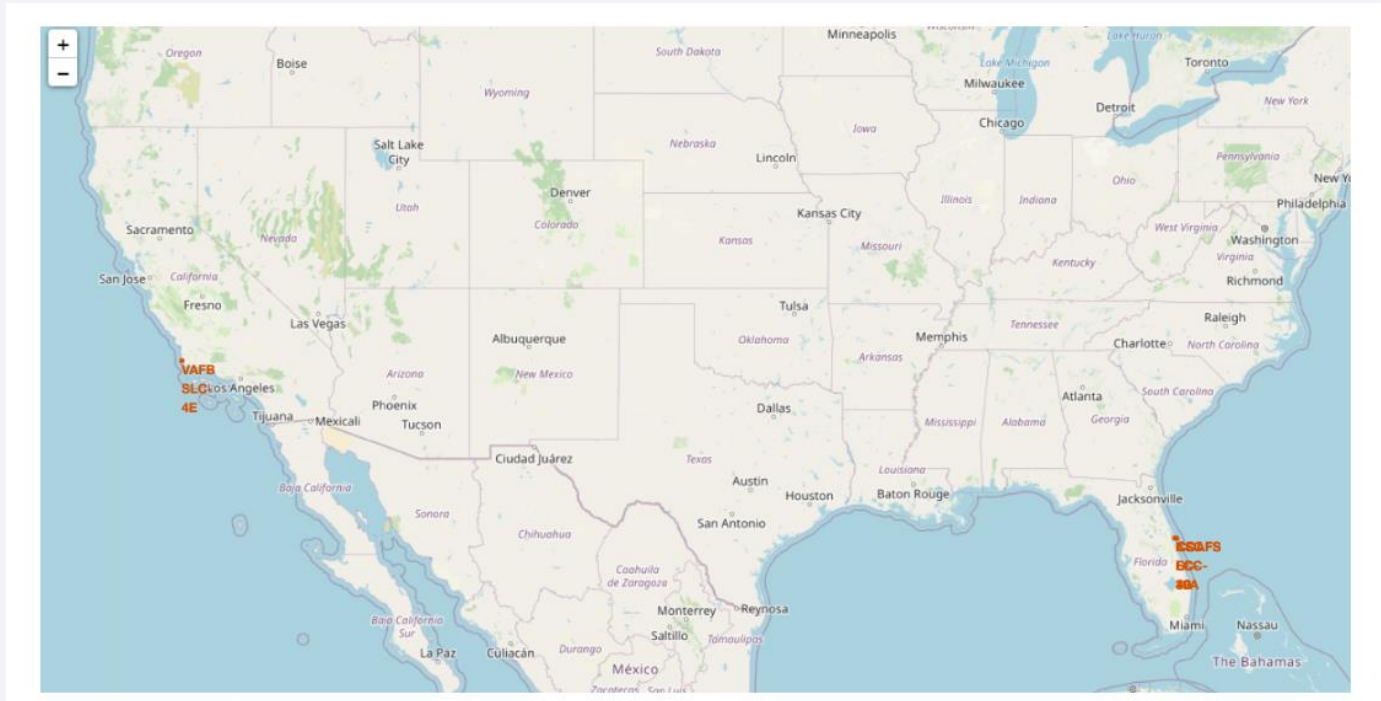 +
−
Oregon
Boise
South Dakota
Minneapolis
Lake Huron
Toronto
Lake Michigan
Milwaukee
Wyoming
Detroit
New York
Chicago
Iowa
Salt Lake
City
Nebraska
Lincoln
Pennsylvania
Ohio
New Yo
Denver
Utah
Illinois
Indiana
Philadelphia
Sacramento
Nevada
Colorado
Kansas City
Kansas
Missouri
West Virginia
Washington
Virginia
San Jose
California
Kentucky
Richmond
Fresno
Las Vegas
Tulsa
Raleigh
Albuquerque
Oklahoma
Memphis
Tennessee
Charlotte
North Carolina
Arkansas
VAFB
SLC-
4E
Los Angeles
Arizona
New Mexico
Phoenix
Tucson
Tijuana
Mexicali
Dallas
Atlanta
South Carolina
Mississippi
Alabama
Georgia
Ciudad Juárez
Texas
Louisiana
Baja California
Austin
Houston
Baton Rouge
Jacksonville
Sonora
San Antonio
Chihuahua
Florida
Coahuila
de Zaragoza
Monterrey
Reynosa
Baja California
Sur
Saltillo
Tamaulipas
Miami
Nassau
La Paz
Culiacán
Durango
México
The Bahamas
Zacatecas
San Luis